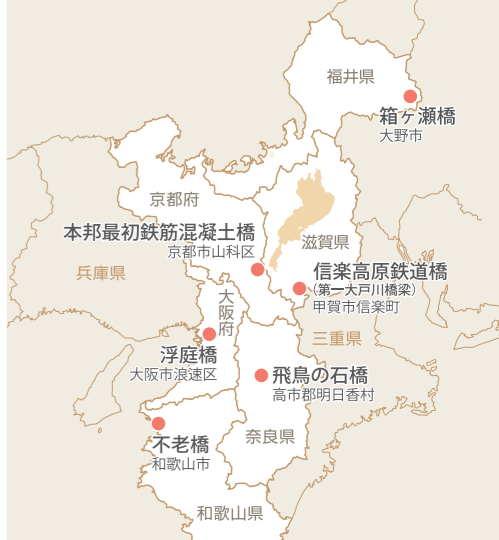 福井県
箱ヶ瀬橋
大野市
京都府
本邦最初鉄筋混凝土橋
京都市山科区
滋賀県
兵庫県
信楽高原鉄道橋
（第一大戸川橋梁）
甲賀市信楽町
大阪府
三重県
浮庭橋
大阪市浪速区
飛鳥の石橋
高市郡明日香村
不老橋
和歌山市
奈良県
和歌山県